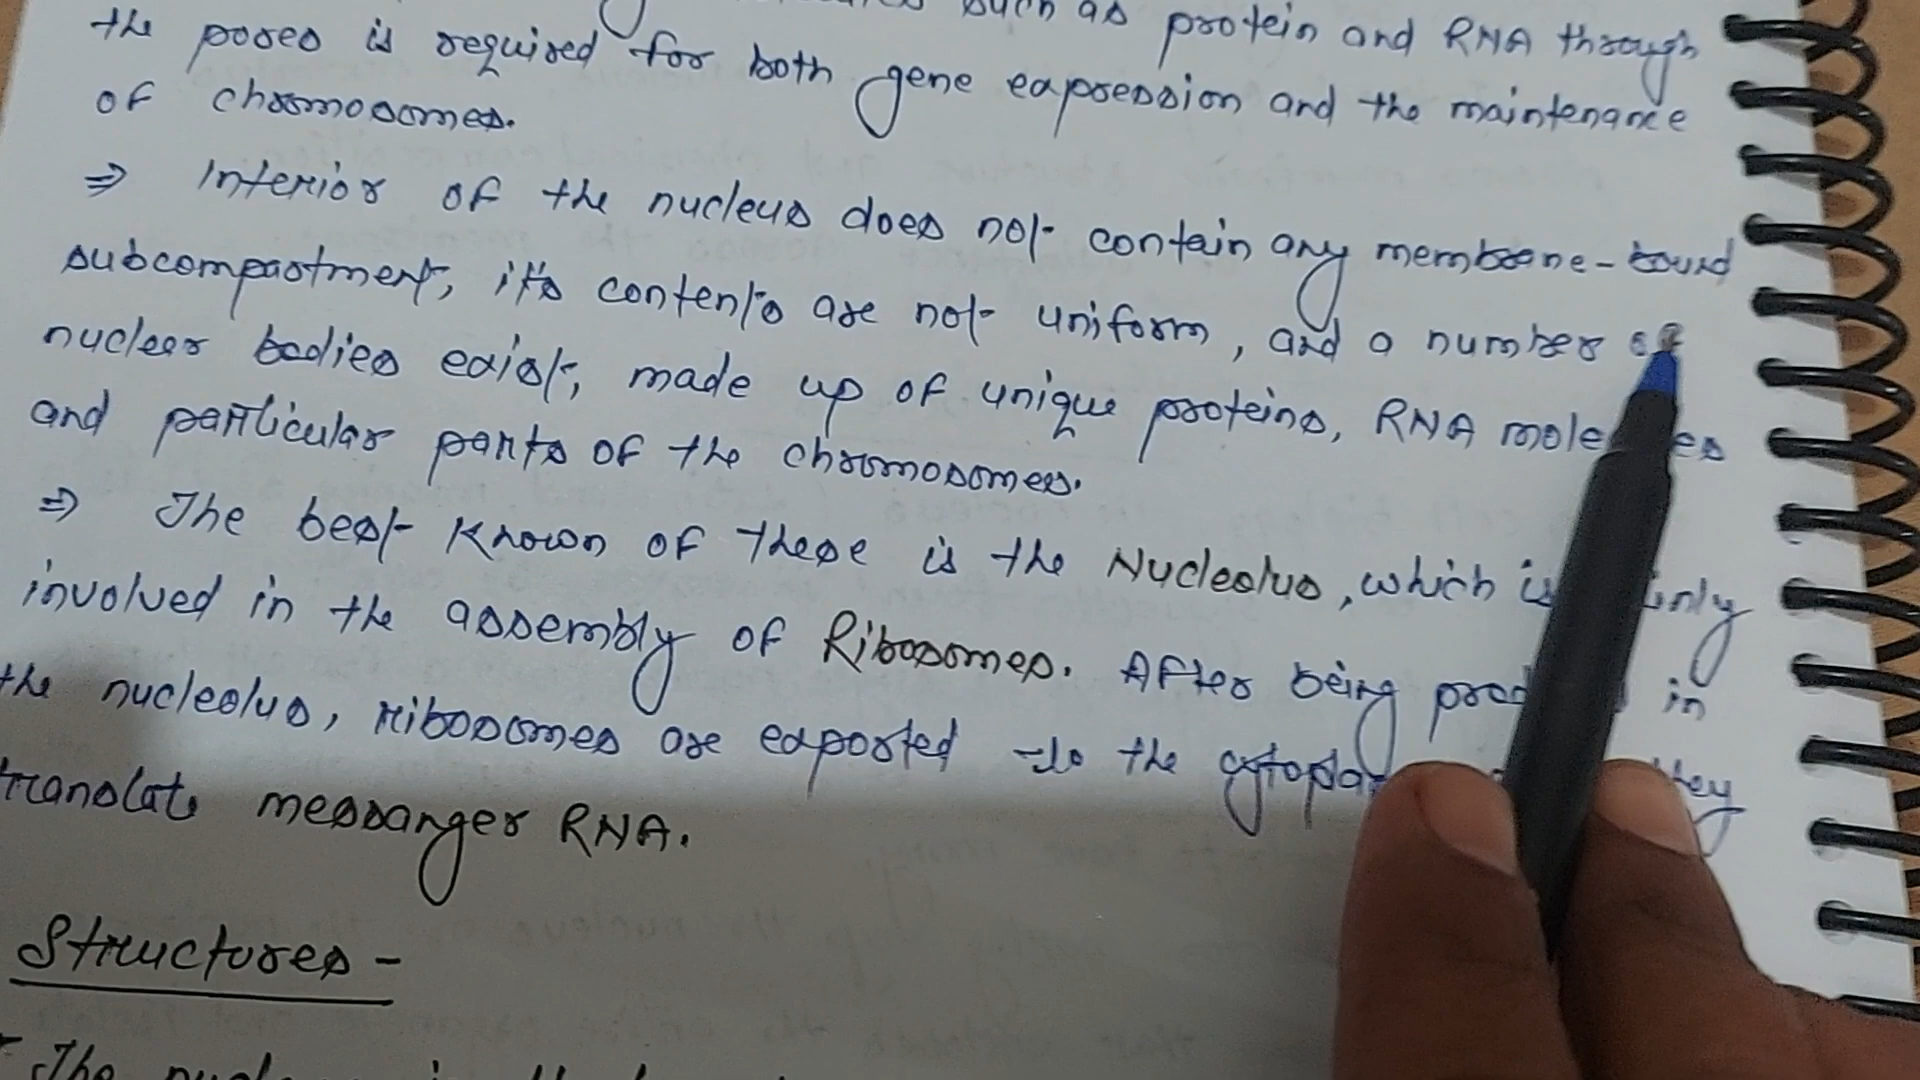 such as protein and RNA through
the pores is required for both gene expression and the maintenance
of chromosomes.
⇒ Interior of the nucleus does not contain any membrane-bound
subcompartment, it's contents are not uniform, and a number of
nuclear bodies exist, made up of unique proteins, RNA
and particular parts of the chromosomes.
⇒ The best known of these is the Nucleolus, which is
involved in the assembly of Ribosomes. After being in
the nucleolus, ribosomes are exported to the
translate messanger RNA.
Structures -
The